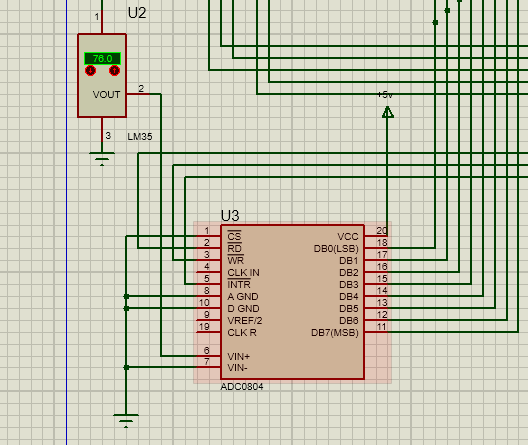 U2
1
76.0
VOUT
2
3
LM35
+5v
U3
1 CS VCC 20
2 RD DB0(LSB) 18
3 WR DB1 17
4 CLK IN DB2 16
5 INTR DB3 15
8 A GND DB4 14
10 D GND DB5 13
9 VREF/2 DB6 12
19 CLK R DB7(MSB) 11
6 VIN+
7 VIN-
ADC0804